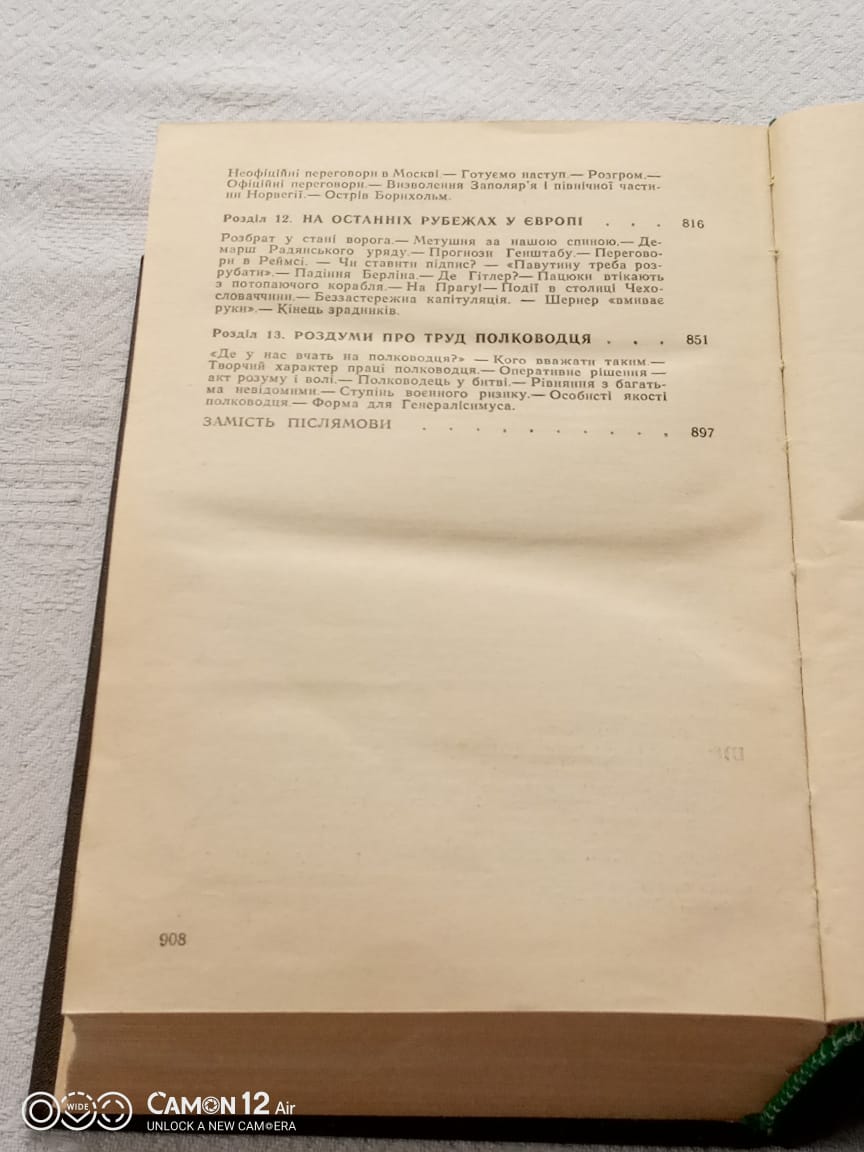 Неофіційні переговори в Москві.— Готуємо наступ.— Розгром.—
Офіційні переговори.— Визволення Заполяр'я і північної части-
ни Норвегії.— Острів Борнхольм.
Розділ 12. НА ОСТАННІХ РУБЕЖАХ У ЄВРОПІ . . . 816
Розбрат у стані ворога.— Метушня за нашою спиною.— Де-
марш Радянського уряду.— Прогнози Генштабу.— Перегово-
ри в Реймсі. — Чи ставити підпис? — «Павутину треба роз-
рубати».— Падіння Берліна.— Де Гітлер?— Пацюки втікають
з потопаючого корабля.— На Прагу!— Події в столиці Чехо-
словаччини.— Беззастережна капітуляція. — Шернер «вмиває
руки».— Кінець зрадників.
Розділ 13. РОЗДУМИ ПРО ТРУД ПОЛКОВОДЦЯ . . . 851
«Де у нас вчать на полководця?» — Кого вважати таким.—
Творчий характер праці полководця.— Оперативне рішення —
акт розуму і волі.— Полководець у битві.— Рівняння з багать-
ма невідомими.— Ступінь воєнного ризику.— Особисті якості
полководця.— Форма для Генералісимуса.
ЗАМІСТЬ ПІСЛЯМОВИ . . . . . . . . . . 897
908
WIDE
CAMON 12 Air
UNLOCK A NEW CAMERA